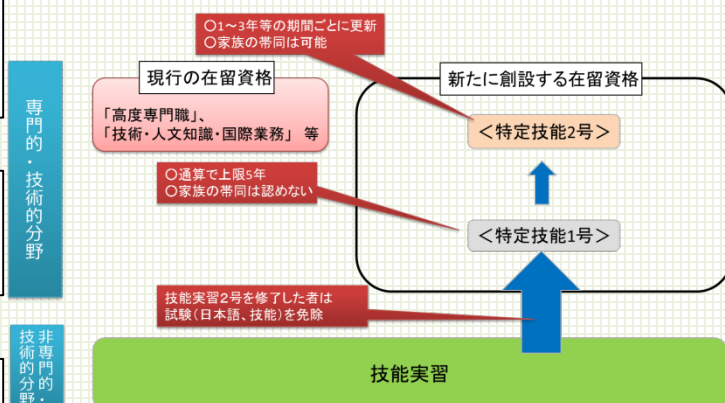 〇1～3年等の期間ごとに更新
〇家族の帯同は可能
現行の在留資格
新たに創設する在留資格
「高度専門職」、
「技術・人文知識・国際業務」 等
＜特定技能2号＞
専門的・技術的分野
〇通算で上限5年
〇家族の帯同は認めない
＜特定技能1号＞
技能実習２号を修了した者は
試験（日本語、技能）を免除
非専門的・
技術的分野
技能実習